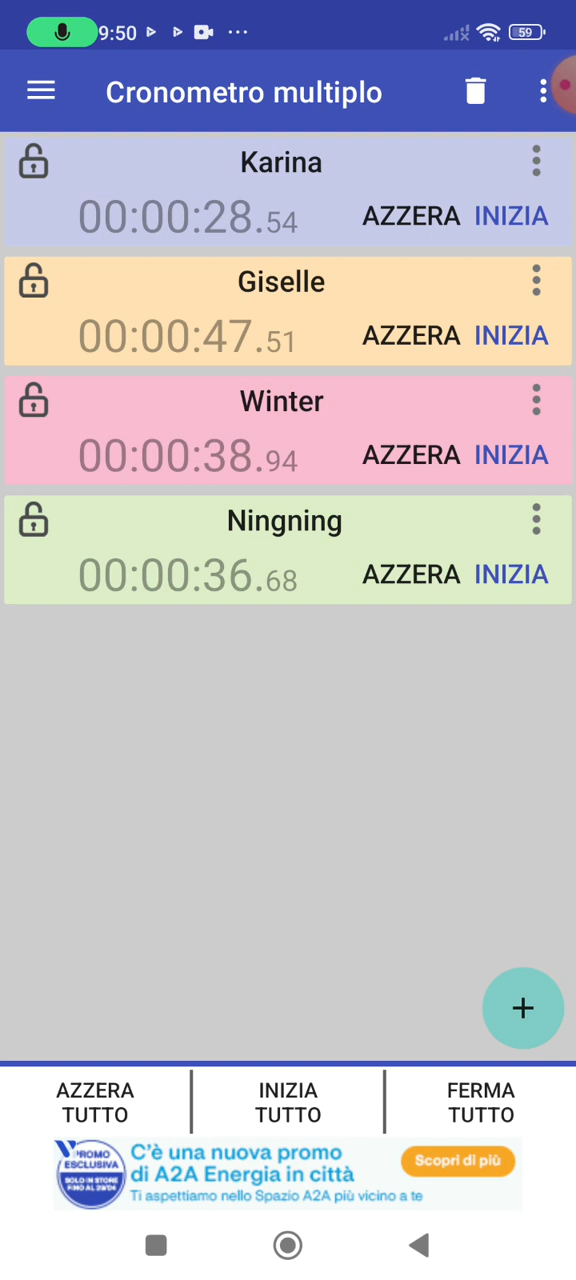 9:50
59
Cronometro multiplo
Karina
00:00:28.54 AZZERA INIZIA
Giselle
00:00:47.51 AZZERA INIZIA
Winter
00:00:38.94 AZZERA INIZIA
Ningning
00:00:36.68 AZZERA INIZIA
+
AZZERA TUTTO
INIZIA TUTTO
FERMA TUTTO
PROMO
ESCLUSIVA
SOLO IN STORE
C'è una nuova promo
di A2A Energia in città
Ti aspettiamo nello Spazio A2A più vicino a te
Scopri di più